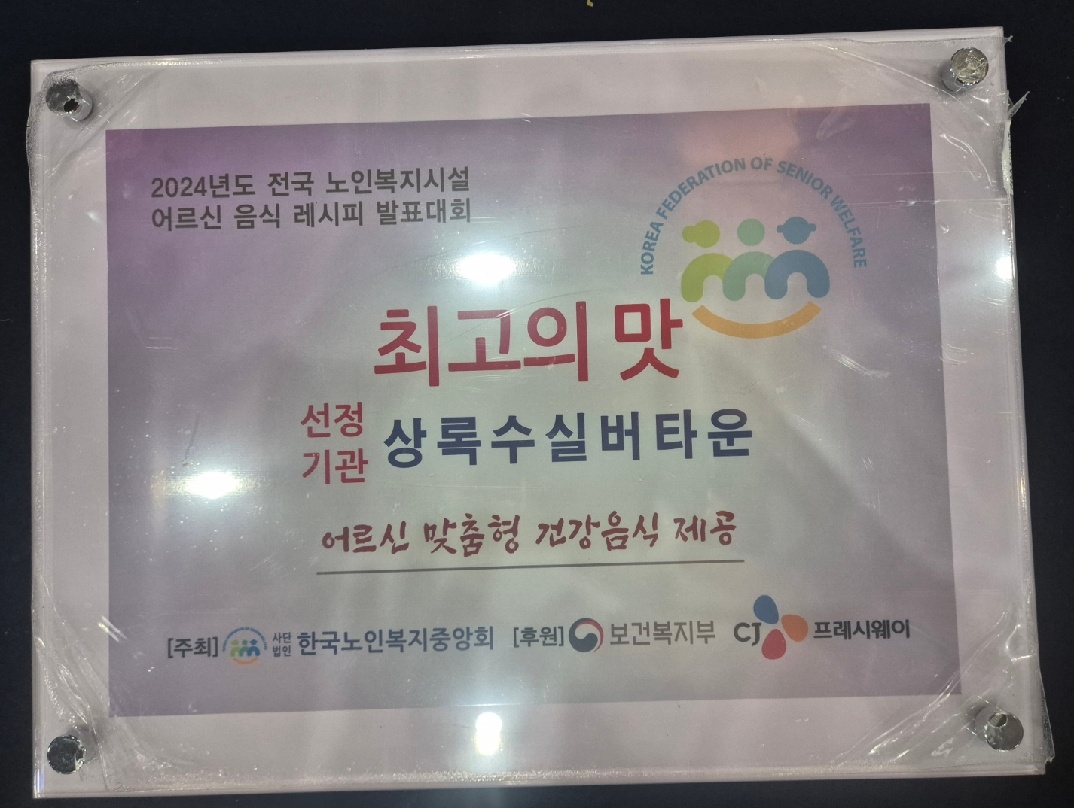 2024년도 전국 노인복지시설
어르신 음식 레시피 발표대회
KOREA FEDERATION OF SENIOR WELFARE
최고의 맛
선정
기관
상록수실버타운
어르신 맞춤형 건강음식 제공
[주최] 사단법인 한국노인복지중앙회 [후원] 보건복지부 CJ 프레시웨이